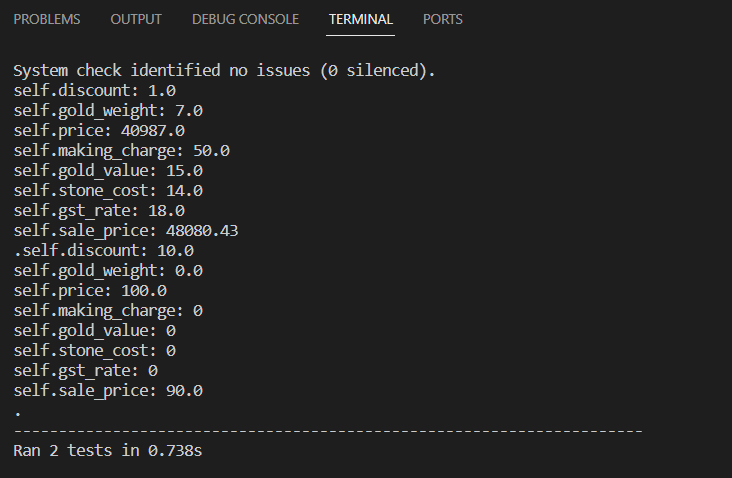 PROBLEMS OUTPUT DEBUG CONSOLE TERMINAL PORTS
System check identified no issues (0 silenced).
self.discount: 1.0
self.gold_weight: 7.0
self.price: 40987.0
self.making_charge: 50.0
self.gold_value: 15.0
self.stone_cost: 14.0
self.gst_rate: 18.0
self.sale_price: 48080.43
.self.discount: 10.0
self.gold_weight: 0.0
self.price: 100.0
self.making_charge: 0
self.gold_value: 0
self.stone_cost: 0
self.gst_rate: 0
self.sale_price: 90.0
.
----------------------------------------------------------------------
Ran 2 tests in 0.738s